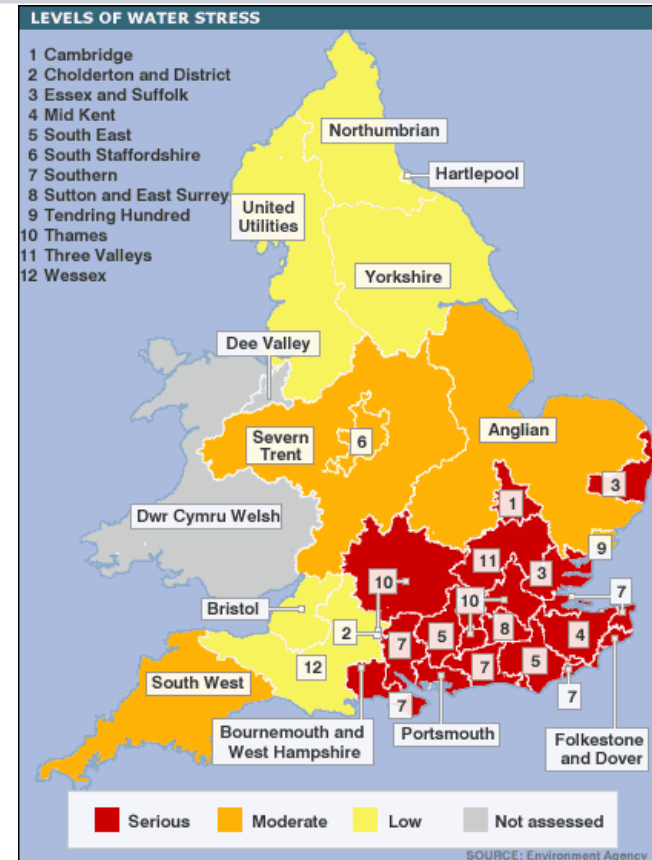 LEVELS OF WATER STRESS
1 Cambridge
2 Cholderton and District
3 Essex and Suffolk
4 Mid Kent
5 South East
6 South Staffordshire
7 Southern
8 Sutton and East Surrey
9 Tendring Hundred
10 Thames
11 Three Valleys
12 Wessex
Northumbrian
Hartlepool
United
Utilities
Yorkshire
Dee Valley
Severn
Trent
6
Anglian
3
1
Dwr Cymru Welsh
9
11
3
10
7
10
Bristol
2
7
5
8
4
12
7
5
South West
7
7
Bournemouth and
West Hampshire
Portsmouth
Folkestone
and Dover
Serious
Moderate
Low
Not assessed
SOURCE: Environment Agency